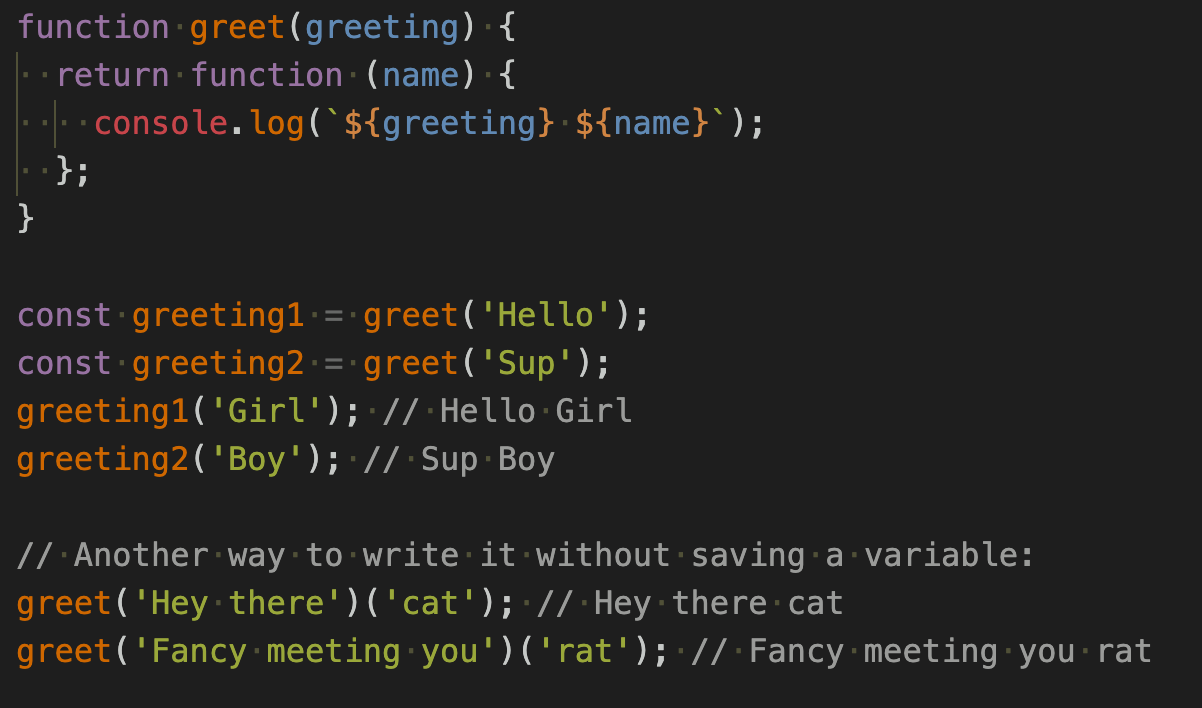 function greet(greeting) {
  return function (name) {
    console.log(`${greeting} ${name}`);
  };
}

const greeting1 = greet('Hello');
const greeting2 = greet('Sup');
greeting1('Girl'); // Hello Girl
greeting2('Boy'); // Sup Boy

// Another way to write it without saving a variable:
greet('Hey there')('cat'); // Hey there cat
greet('Fancy meeting you')('rat'); // Fancy meeting you rat